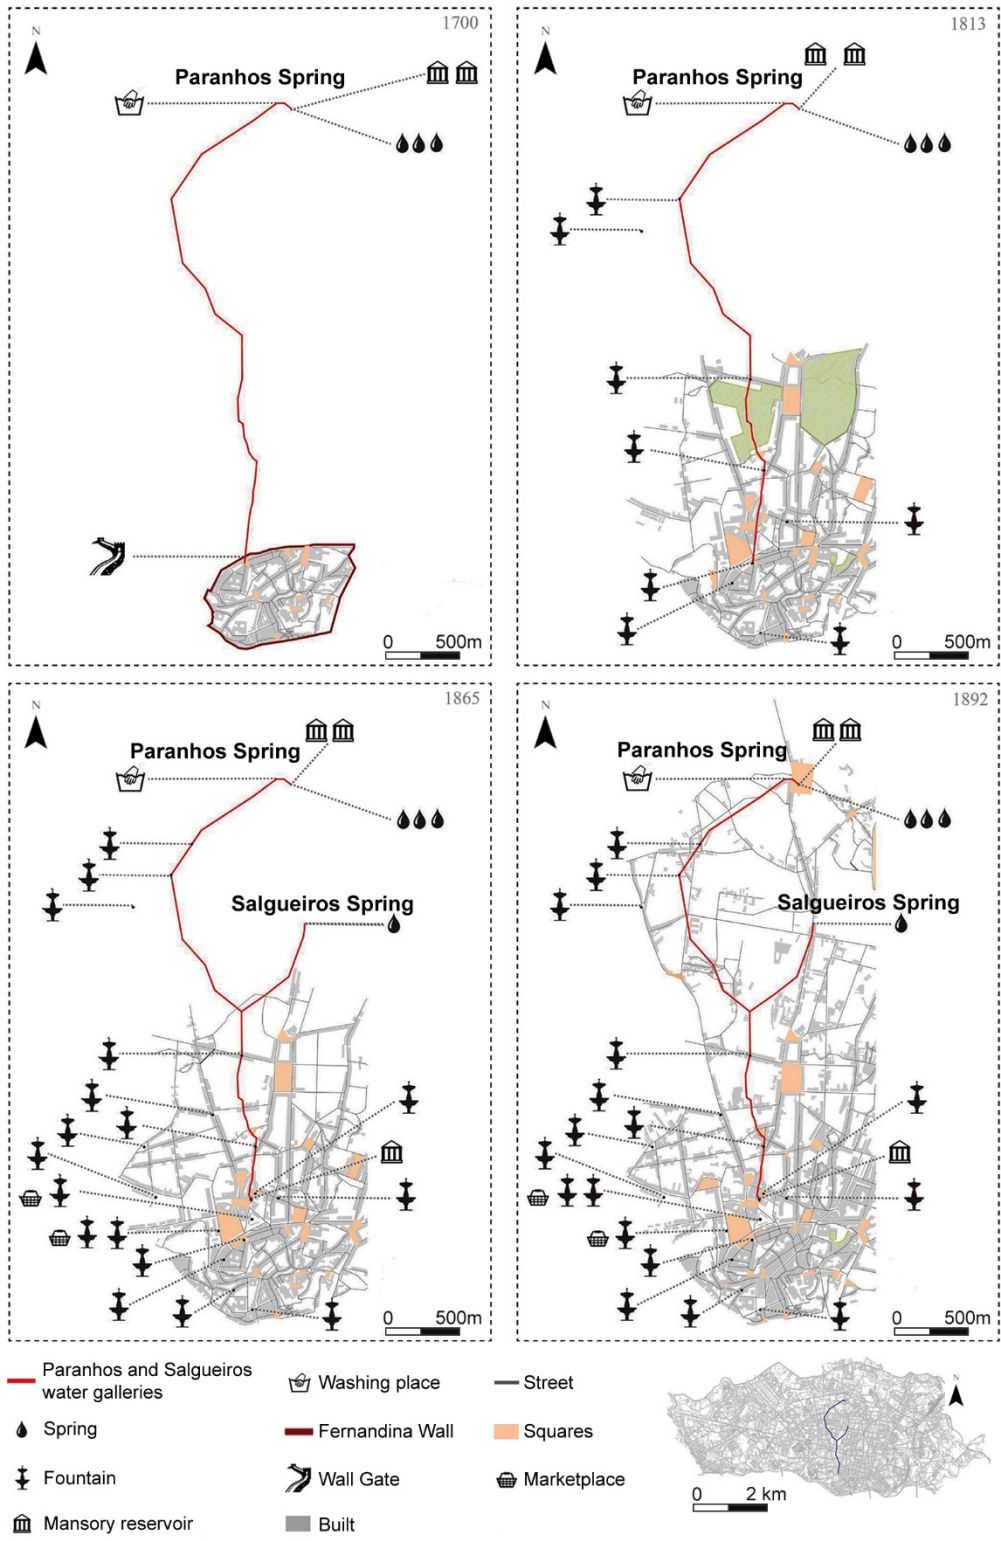 1700
N
Paranhos Spring
0 500m
1813
N
Paranhos Spring
0 500m
1865
N
Paranhos Spring
Salgueiros Spring
0 500m
1892
N
Paranhos Spring
Salgueiros Spring
0 500m
Paranhos and Salgueiros
water galleries
Spring
Fountain
Mansory reservoir
Washing place
Fernandina Wall
Wall Gate
Built
Street
Squares
Marketplace
N
0 2 km